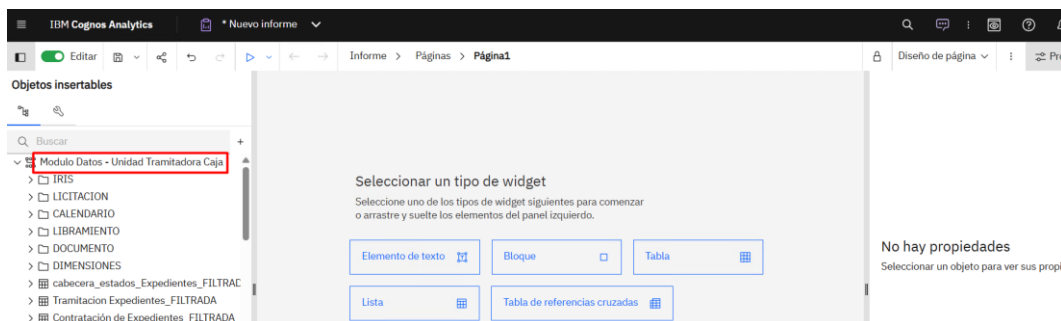 IBM Cognos Analytics
* Nuevo informe
Editar
Informe > Páginas > Página1
Diseño de página
Objetos insertables
Buscar
Modulo Datos - Unidad Tramitadora Caja
IRIS
LICITACION
CALENDARIO
LIBRAMIENTO
DOCUMENTO
DIMENSIONES
cabecera_estados_Expedientes_FILTRAD
Tramitacion Expedientes_FILTRADA
Contratación de Expedientes_FILTRADA
Seleccionar un tipo de widget
Seleccione uno de los tipos de widget siguientes para comenzar
o arrastre y suelte los elementos del panel izquierdo.
Elemento de texto
Bloque
Tabla
Lista
Tabla de referencias cruzadas
No hay propiedades
Seleccionar un objeto para ver sus propi